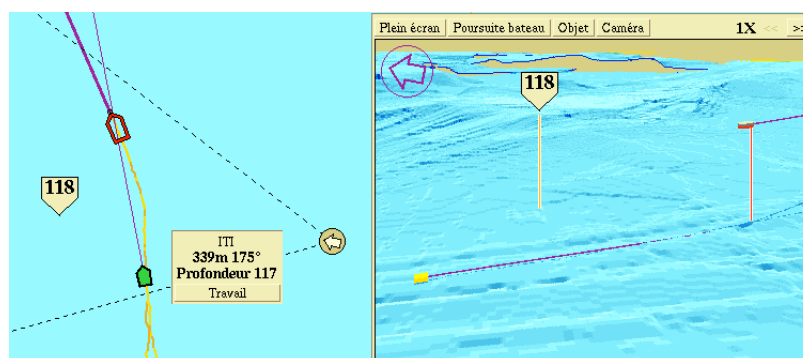 118
ITI
339m 175°
Profondeur 117
Travail
Plein écran Poursuite bateau Objet Caméra 1X << >>
118